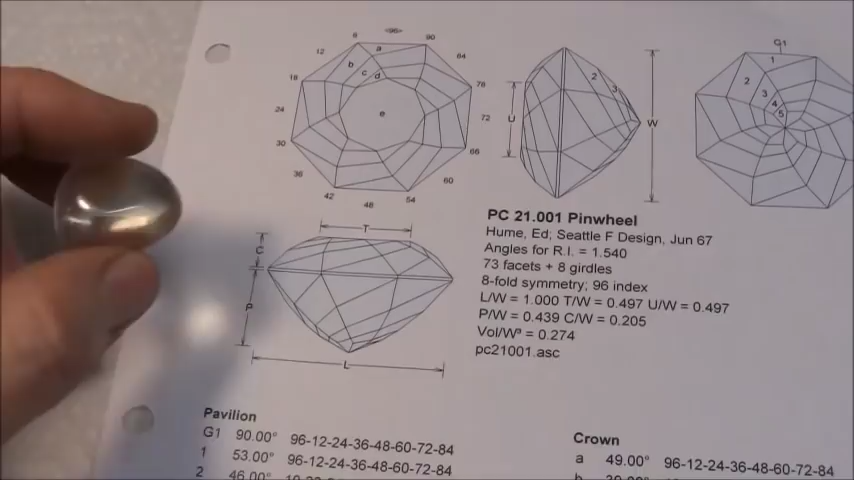 <96>
6
90
a
G1
12
84
1
b
2
18
c
d
78
3
2
3
4
24
e
5
72
U
W
30
66
36
60
42
48
54
PC 21.001 Pinwheel
T
Hume, Ed; Seattle F Design, Jun 67
C
Angles for R.I. = 1.540
73 facets + 8 girdles
8-fold symmetry; 96 index
L/W = 1.000 T/W = 0.497 U/W = 0.497
P
P/W = 0.439 C/W = 0.205
Vol/W³ = 0.274
pc21001.asc
L
Pavilion
G1 90.00° 96-12-24-36-48-60-72-84
Crown
1 53.00° 96-12-24-36-48-60-72-84
a 49.00° 96-12-24-36-48-60-72-84
2 46.00°
b